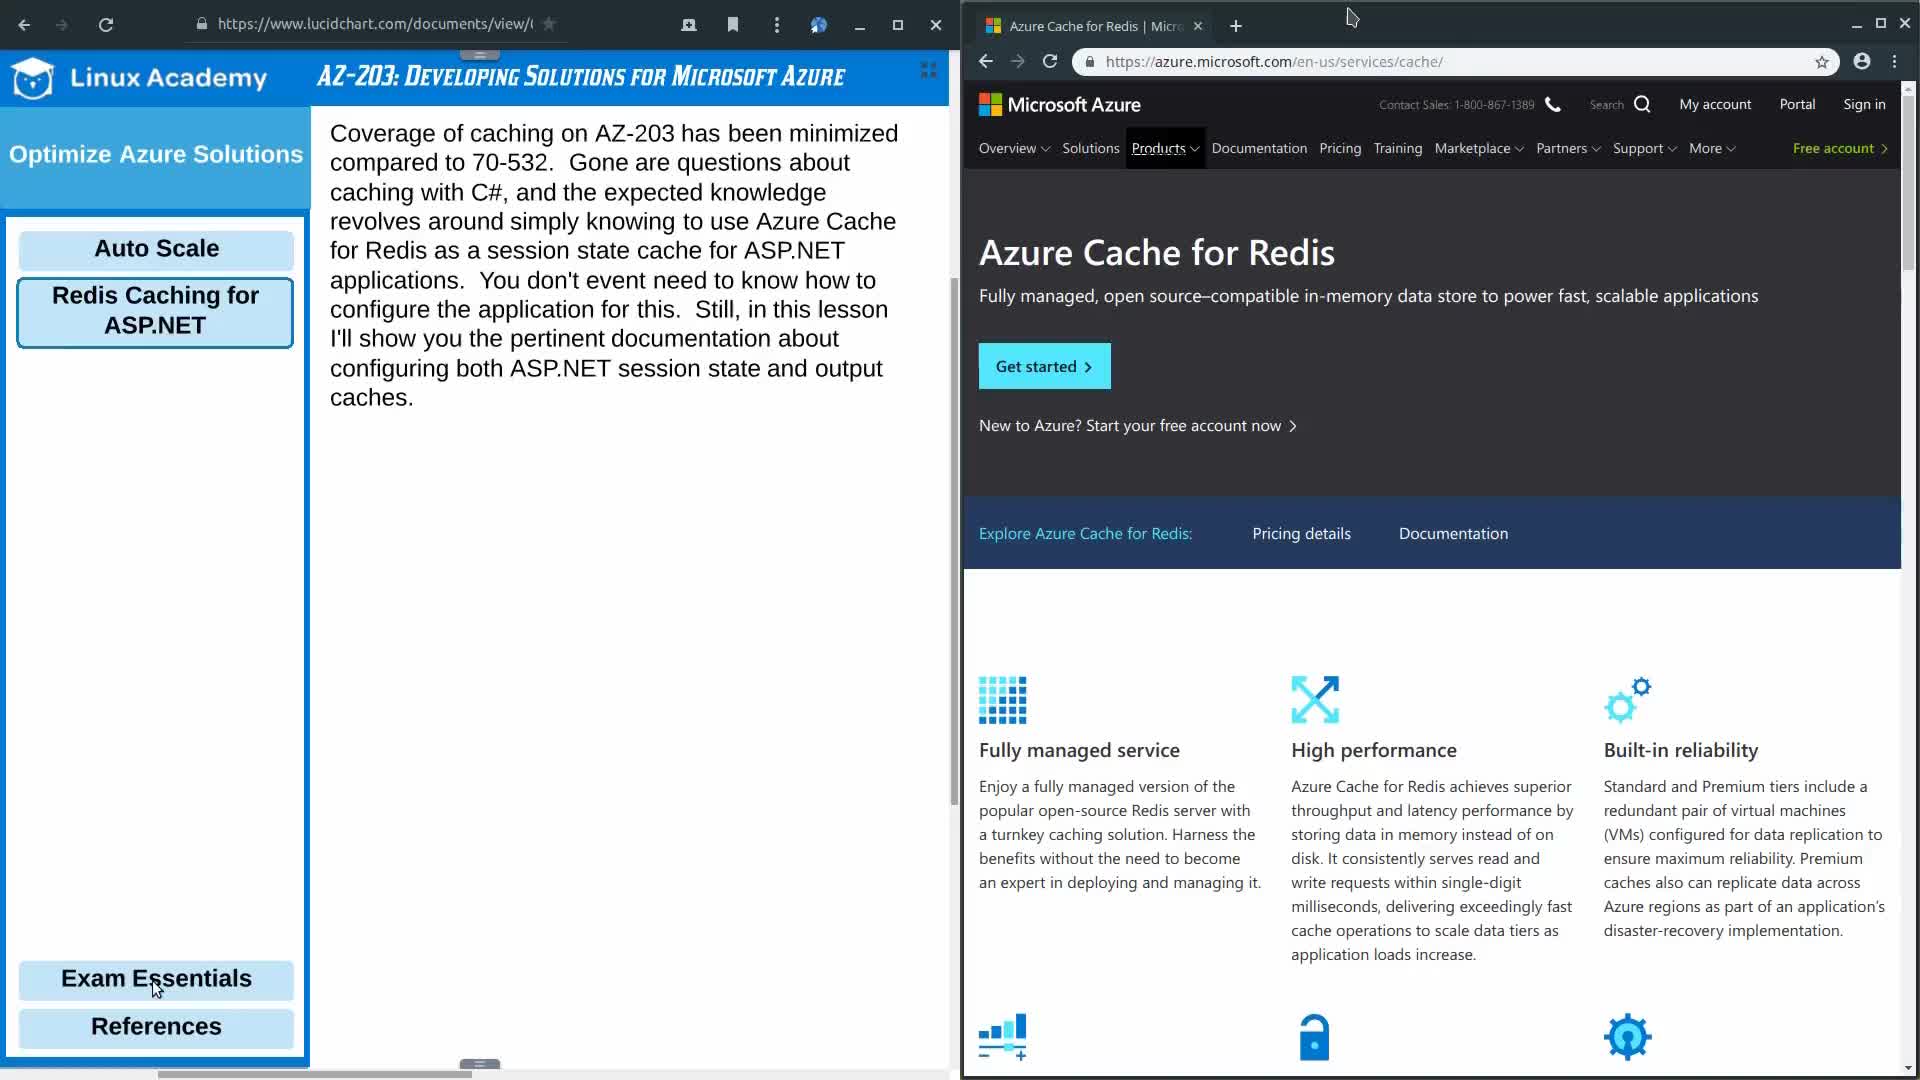 https://www.lucidchart.com/documents/view/
Linux Academy
AZ-203: Developing Solutions for Microsoft Azure
Optimize Azure Solutions
Auto Scale
Redis Caching for
ASP.NET
Exam Essentials
References
Coverage of caching on AZ-203 has been minimized
compared to 70-532. Gone are questions about
caching with C#, and the expected knowledge
revolves around simply knowing to use Azure Cache
for Redis as a session state cache for ASP.NET
applications. You don't event need to know how to
configure the application for this. Still, in this lesson
I'll show you the pertinent documentation about
configuring both ASP.NET session state and output
caches.
Azure Cache for Redis | Micro
https://azure.microsoft.com/en-us/services/cache/
Microsoft Azure
Contact Sales: 1-800-867-1389
Search
My account
Portal
Sign in
Overview
Solutions
Products
Documentation
Pricing
Training
Marketplace
Partners
Support
More
Free account
Azure Cache for Redis
Fully managed, open source–compatible in-memory data store to power fast, scalable applications
Get started
New to Azure? Start your free account now
Explore Azure Cache for Redis:
Pricing details
Documentation
Fully managed service
Enjoy a fully managed version of the
popular open-source Redis server with
a turnkey caching solution. Harness the
benefits without the need to become
an expert in deploying and managing it.
High performance
Azure Cache for Redis achieves superior
throughput and latency performance by
storing data in memory instead of on
disk. It consistently serves read and
write requests within single-digit
milliseconds, delivering exceedingly fast
cache operations to scale data tiers as
application loads increase.
Built-in reliability
Standard and Premium tiers include a
redundant pair of virtual machines
(VMs) configured for data replication to
ensure maximum reliability. Premium
caches also can replicate data across
Azure regions as part of an application's
disaster-recovery implementation.